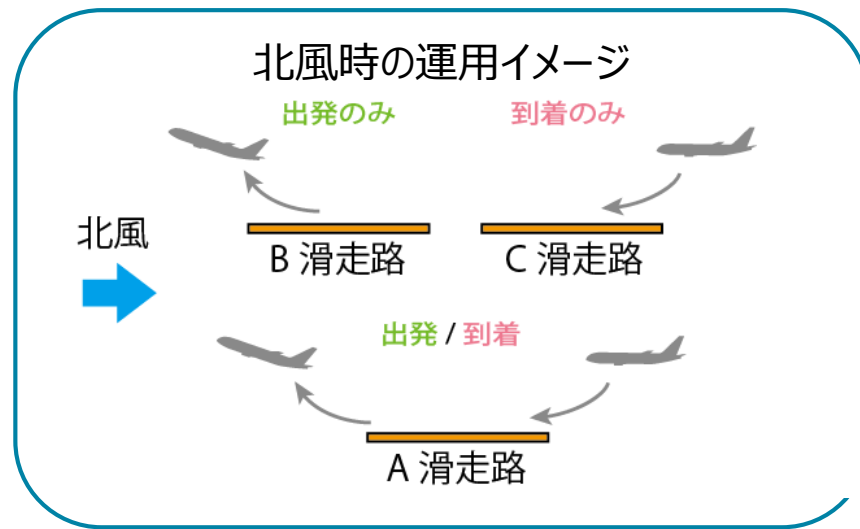 北風時の運用イメージ
出発のみ
到着のみ
北風
B 滑走路
C 滑走路
出発 / 到着
A 滑走路